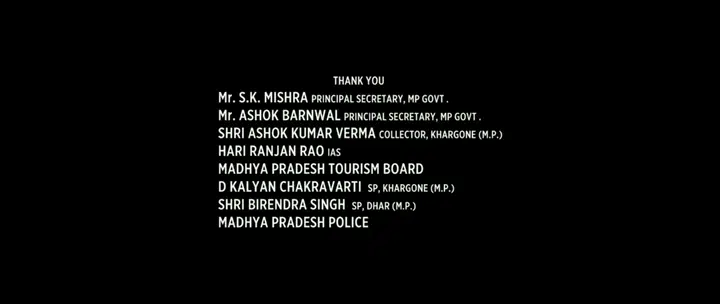 THANK YOU
Mr. S.K. MISHRA PRINCIPAL SECRETARY, MP GOVT .
Mr. ASHOK BARNWAL PRINCIPAL SECRETARY, MP GOVT .
SHRI ASHOK KUMAR VERMA COLLECTOR, KHARGONE (M.P.)
HARI RANJAN RAO IAS
MADHYA PRADESH TOURISM BOARD
D KALYAN CHAKRAVARTI SP, KHARGONE (M.P.)
SHRI BIRENDRA SINGH SP, DHAR (M.P.)
MADHYA PRADESH POLICE